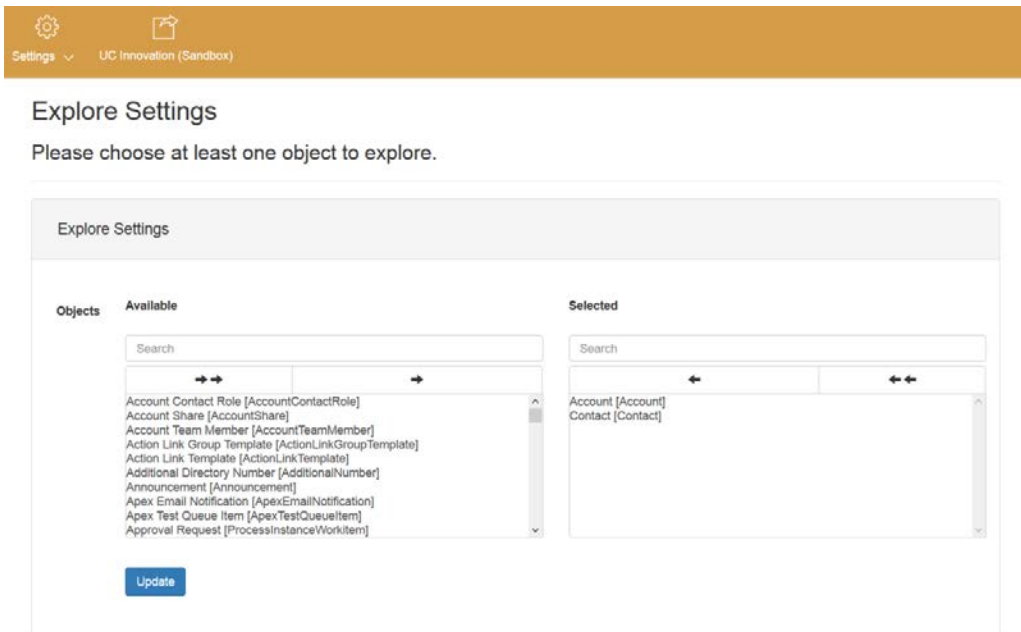 Settings
UC Innovation (Sandbox)
Explore Settings
Please choose at least one object to explore.
Explore Settings
Objects
Available
Search
Account Contact Role [AccountContactRole]
Account Share [AccountShare]
Account Team Member [AccountTeamMember]
Action Link Group Template [ActionLinkGroupTemplate]
Action Link Template [ActionLinkTemplate]
Additional Directory Number [AdditionalNumber]
Announcement [Announcement]
Apex Email Notification [ApexEmailNotification]
Apex Test Queue Item [ApexTestQueueItem]
Approval Request [ProcessInstanceWorkitem]
Selected
Search
Account [Account]
Contact [Contact]
Update